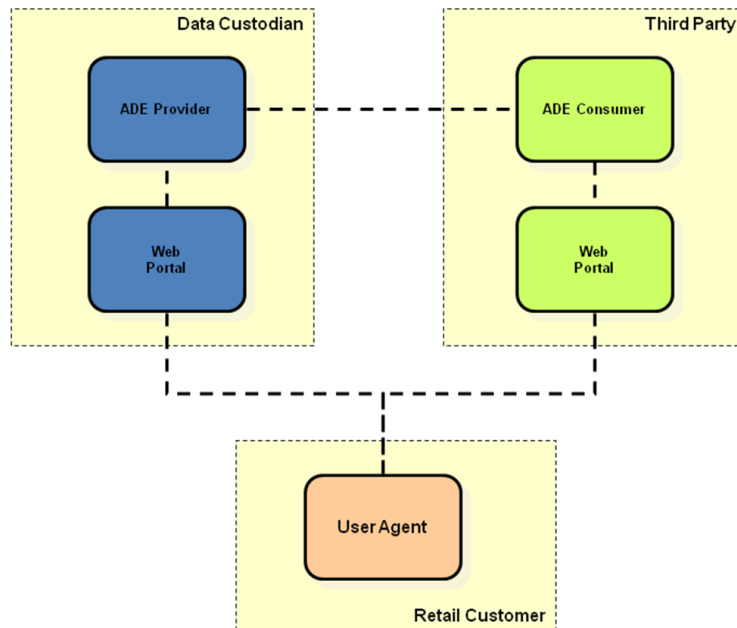 Data Custodian
Third Party
ADE Provider
ADE Consumer
Web
Portal
Web
Portal
User Agent
Retail Customer